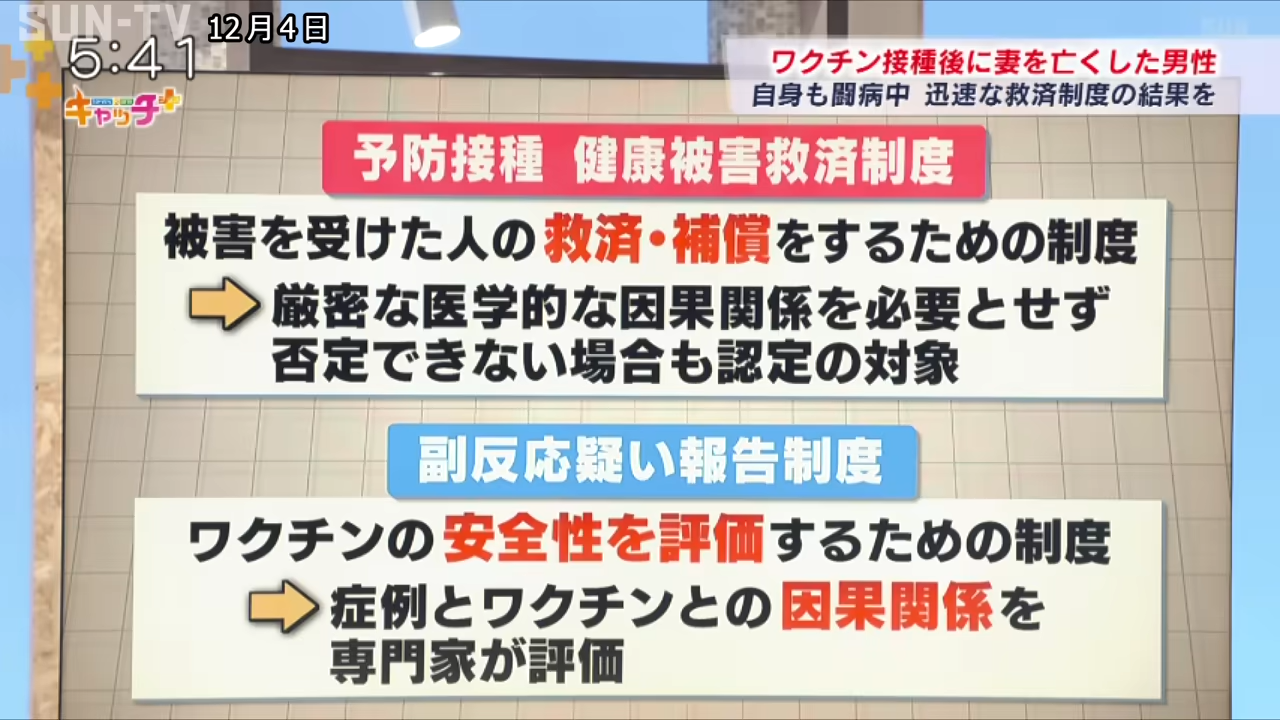 SUN-TV
12月4日
5:41
キャッチ+
ワクチン接種後に妻を亡くした男性
自身も闘病中 迅速な救済制度の結果を
予防接種 健康被害救済制度
被害を受けた人の救済・補償をするための制度
厳密な医学的な因果関係を必要とせず
否定できない場合も認定の対象
副反応疑い報告制度
ワクチンの安全性を評価するための制度
症例とワクチンとの因果関係を
専門家が評価